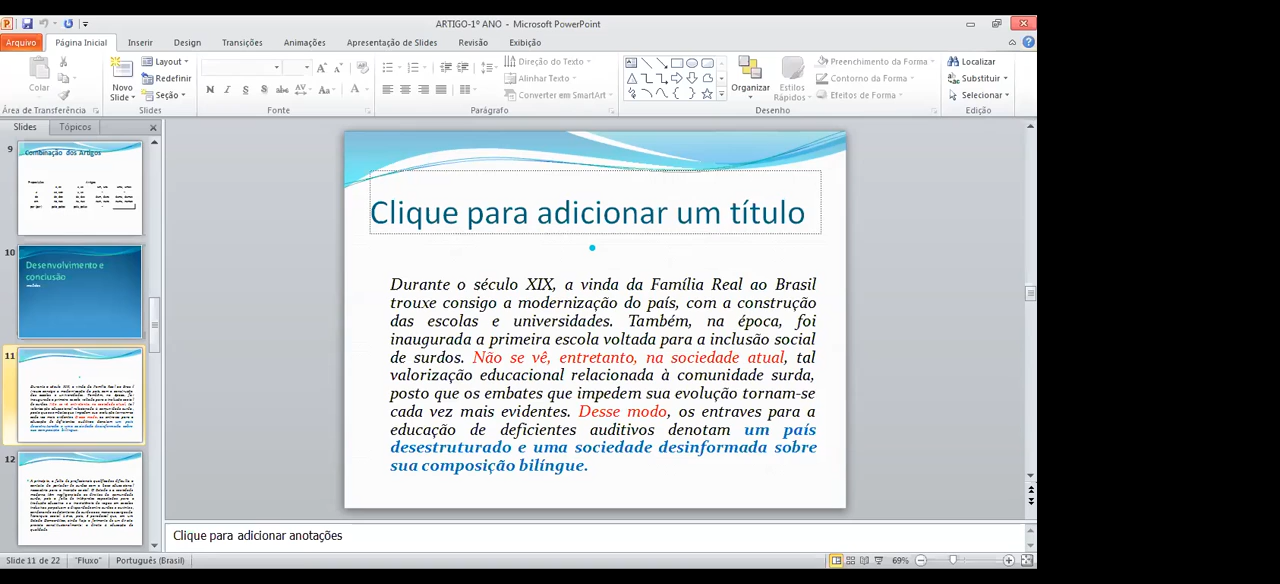 ARTIGO-1º ANO - Microsoft PowerPoint
Arquivo Página Inicial Inserir Design Transições Animações Apresentação de Slides Revisão Exibição
Colar Novo Slide Layout Redefinir Seção
N I S S abc AV Aa A
Direção do Texto Alinhar Texto Converter em SmartArt
Organizar Estilos Rápidos Preenchimento da Forma Contorno da Forma Efeitos de Forma
Localizar Substituir Selecionar
Área de Transferência Slides Fonte Parágrafo Desenho Edição
Slides Tópicos
9
Combinação dos Artigos
10
Desenvolvimento e
conclusão
11
12
Clique para adicionar um título
Durante o século XIX, a vinda da Família Real ao Brasil
trouxe consigo a modernização do país, com a construção
das escolas e universidades. Também, na época, foi
inaugurada a primeira escola voltada para a inclusão social
de surdos. Não se vê, entretanto, na sociedade atual, tal
valorização educacional relacionada à comunidade surda,
posto que os embates que impedem sua evolução tornam-se
cada vez mais evidentes. Desse modo, os entraves para a
educação de deficientes auditivos denotam um país
desestruturado e uma sociedade desinformada sobre
sua composição bilíngue.
Clique para adicionar anotações
Slide 11 de 22 "Fluxo" Português (Brasil) 69%